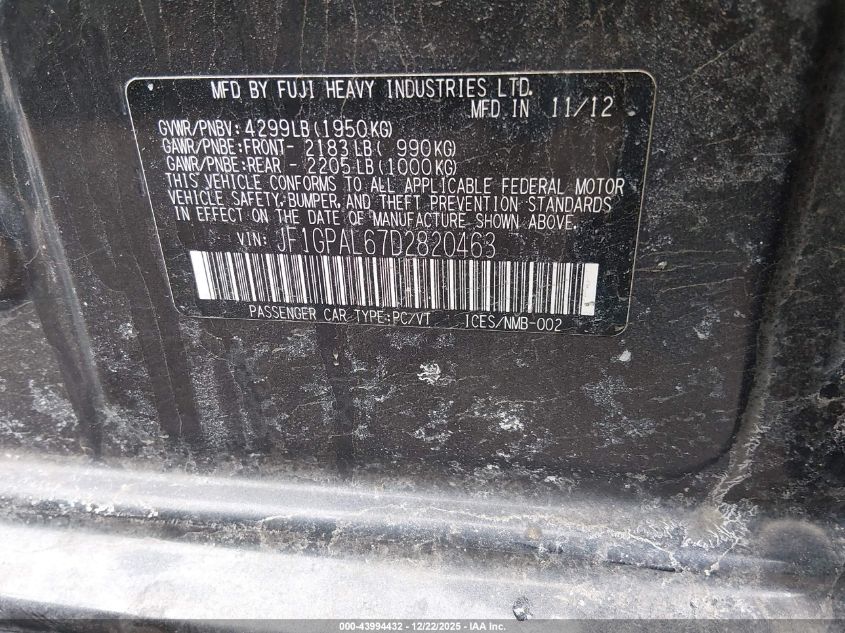 MFD BY FUJI HEAVY INDUSTRIES LTD.
MFD IN 11/12
GVWR/PNBV: 4299LB(1950KG)
GAWR/PNBE:FRONT- 2183LB( 990KG)
GAWR/PNBE:REAR - 2205LB(1000KG)
THIS VEHICLE CONFORMS TO ALL APPLICABLE FEDERAL MOTOR
VEHICLE SAFETY,BUMPER,AND THEFT PREVENTION STANDARDS
IN EFFECT ON THE DATE OF MANUFACTURE SHOWN ABOVE.
VIN: JF1GPAL67D2820463
PASSENGER CAR TYPE:PC/VT ICES/NMB-002
000-43994432 - 12/22/2025 - IAA Inc.